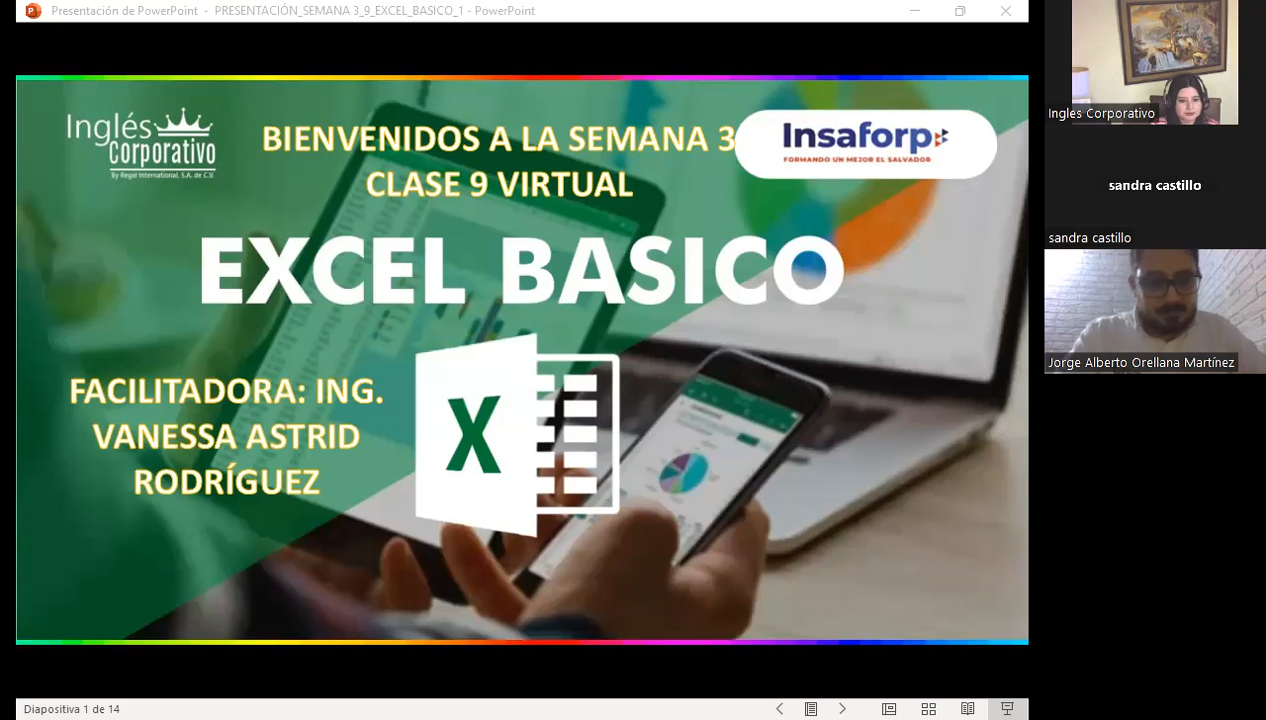 Presentación de PowerPoint - PRESENTACIÓN_SEMANA 3_9_EXCEL_BASICO_1 - PowerPoint
Inglés
Corporativo
By Regal International, S.A. de C.V.
BIENVENIDOS A LA SEMANA 3
CLASE 9 VIRTUAL
Insaforp
FORMANDO UN MEJOR EL SALVADOR
EXCEL BASICO
FACILITADORA: ING.
VANESSA ASTRID
RODRÍGUEZ
X
Ingles Corporativo
sandra castillo
sandra castillo
Jorge Alberto Orellana Martínez
Diapositiva 1 de 14